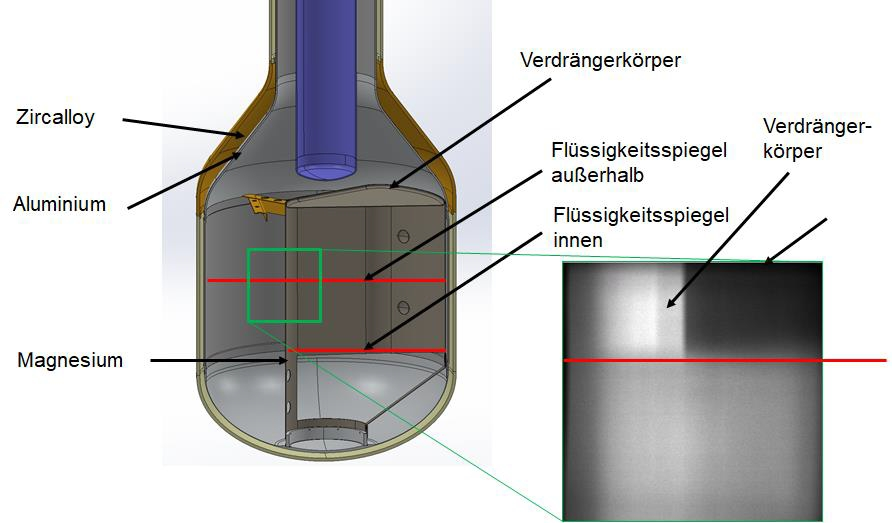 Verdrängerkörper
Zircalloy
Verdränger-
körper
Flüssigkeitsspiegel
außerhalb
Aluminium
Flüssigkeitsspiegel
innen
Magnesium